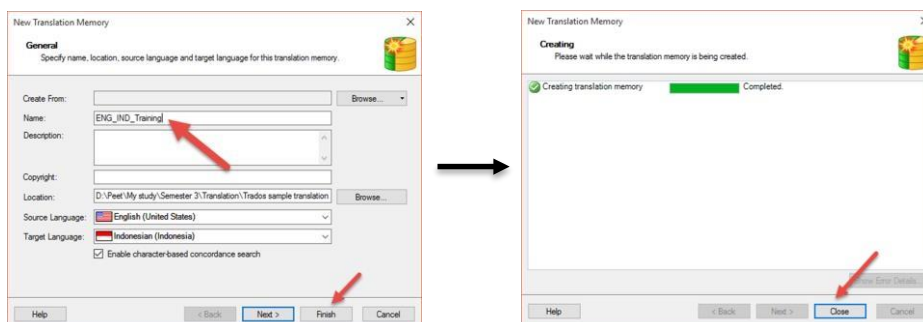 New Translation Memory
General
Specify name, location, source language and target language for this translation memory.
Create From:
Browse...
Name:
ENG_IND_Training
Description:
Copyright:
Location:
D:\Peet\My study\Semester 3\Translation\Trados sample translation
Browse...
Source Language:
English (United States)
Target Language:
Indonesian (Indonesia)
Enable character-based concordance search
Help
< Back
Next >
Finish
Cancel
New Translation Memory
Creating
Please wait while the translation memory is being created.
Creating translation memory
Completed.
Error Details...
Help
< Back
Next >
Close
Cancel